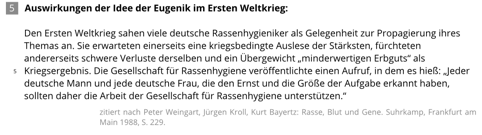 5 Auswirkungen der Idee der Eugenik im Ersten Weltkrieg:
Den Ersten Weltkrieg sahen viele deutsche Rassenhygieniker als Gelegenheit zur Propagierung ihres
Themas an. Sie erwarteten einerseits eine kriegsbedingte Auslese der Stärksten, fürchteten
andererseits schwere Verluste derselben und ein Übergewicht „minderwertigen Erbguts“ als
5 Kriegsergebnis. Die Gesellschaft für Rassenhygiene veröffentlichte einen Aufruf, in dem es hieß: „Jeder
deutsche Mann und jede deutsche Frau, die den Ernst und die Größe der Aufgabe erkannt haben,
sollten daher die Arbeit der Gesellschaft für Rassenhygiene unterstützen.“
zitiert nach Peter Weingart, Jürgen Kroll, Kurt Bayertz: Rasse, Blut und Gene. Suhrkamp, Frankfurt am
Main 1988, S. 229.